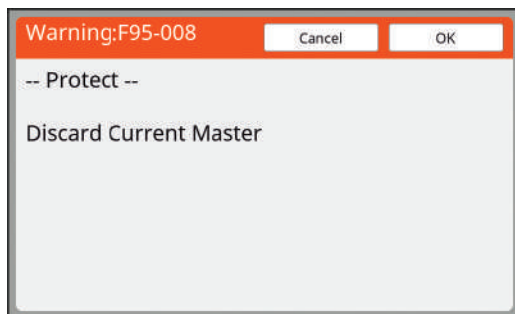 Warning:F95-008
Cancel
OK
-- Protect --
Discard Current Master